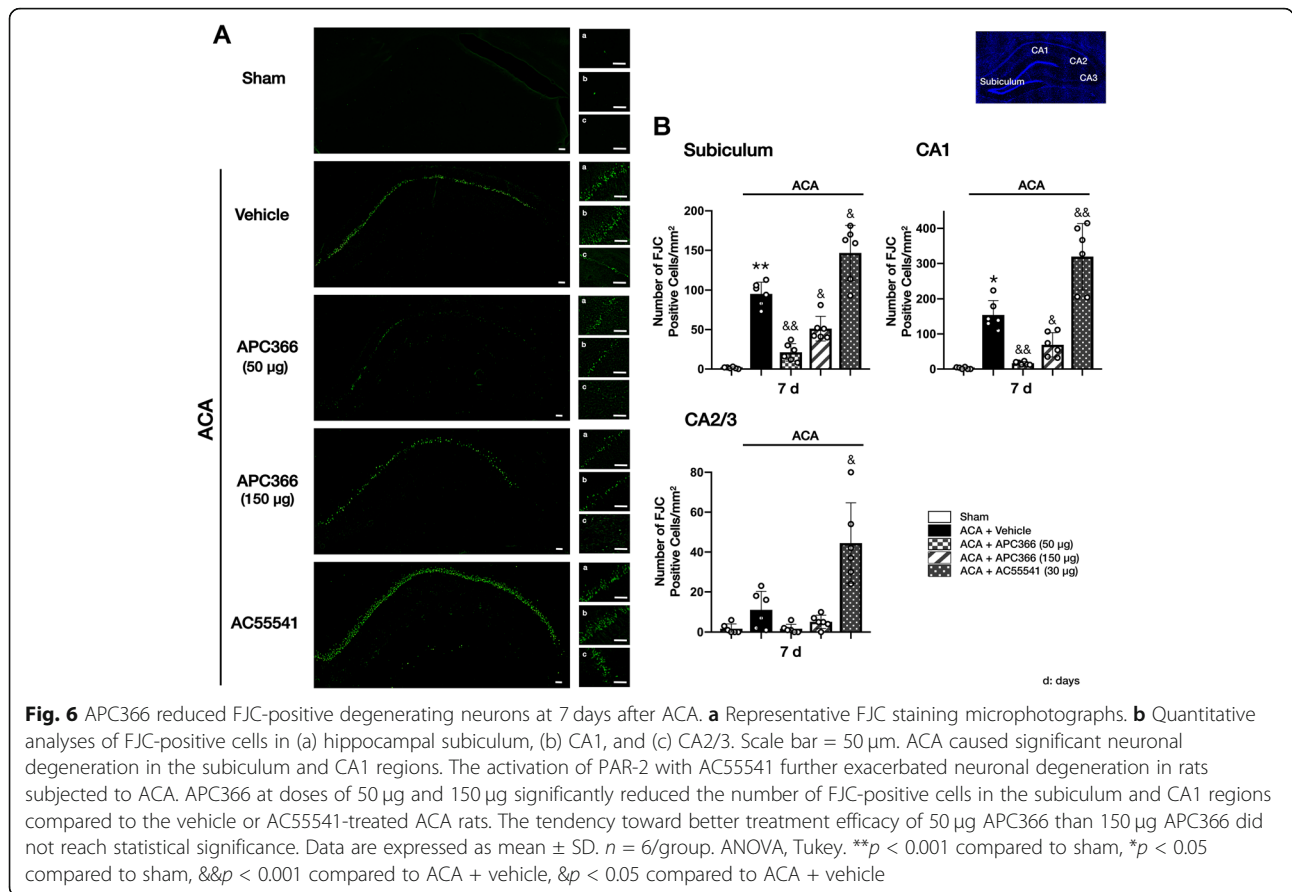 A
Sham
a
b
c
ACA
Vehicle
a
b
c
APC366
(50 µg)
a
b
c
APC366
(150 µg)
a
b
c
AC55541
a
b
c
CA1
CA2
CA3
Subiculum
B
Subiculum
ACA
Number of FJC
Positive Cells/mm²
200
150
100
50
0
**
&&
&
&
7 d
CA1
ACA
Number of FJC
Positive Cells/mm²
400
300
200
100
0
*
&&
&
&&
7 d
CA2/3
ACA
Number of FJC
Positive Cells/mm²
80
60
40
20
0
&
7 d
Sham
ACA + Vehicle
ACA + APC366 (50 µg)
ACA + APC366 (150 µg)
ACA + AC55541 (30 µg)
d: days
Fig. 6 APC366 reduced FJC-positive degenerating neurons at 7 days after ACA. a Representative FJC staining microphotographs. b Quantitative
analyses of FJC-positive cells in (a) hippocampal subiculum, (b) CA1, and (c) CA2/3. Scale bar = 50 µm. ACA caused significant neuronal
degeneration in the subiculum and CA1 regions. The activation of PAR-2 with AC55541 further exacerbated neuronal degeneration in rats
subjected to ACA. APC366 at doses of 50 µg and 150 µg significantly reduced the number of FJC-positive cells in the subiculum and CA1 regions
compared to the vehicle or AC55541-treated ACA rats. The tendency toward better treatment efficacy of 50 µg APC366 than 150 µg APC366 did
not reach statistical significance. Data are expressed as mean ± SD. n = 6/group. ANOVA, Tukey. **p < 0.001 compared to sham, *p < 0.05
compared to sham, &&p < 0.001 compared to ACA + vehicle, &p < 0.05 compared to ACA + vehicle